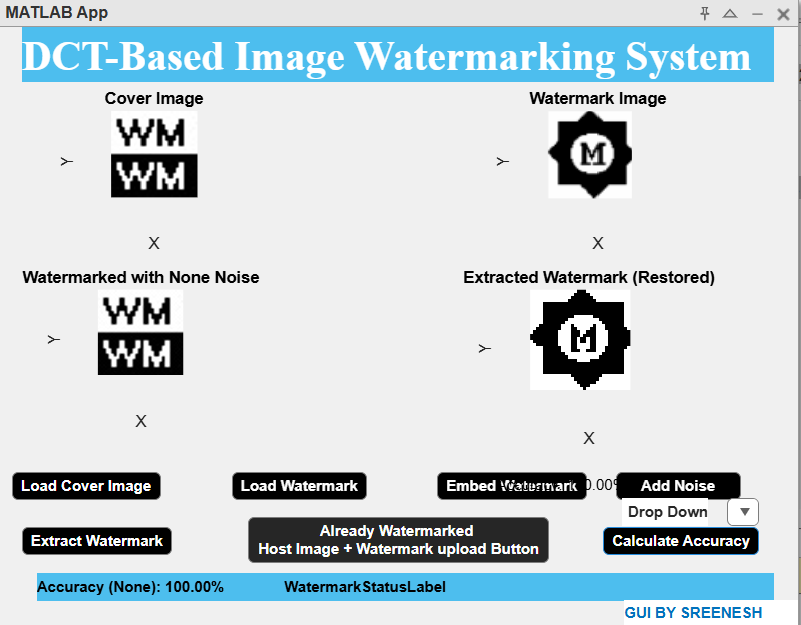 MATLAB App
DCT-Based Image Watermarking System
Cover Image
Watermark Image
WM
WM
M
Y
Y
X
X
Watermarked with None Noise
Extracted Watermark (Restored)
WM
WM
M
Y
Y
X
X
Load Cover Image
Load Watermark
Embed Watermark
Add Noise
Drop Down
Extract Watermark
Already Watermarked
Host Image + Watermark upload Button
Calculate Accuracy
Accuracy (None): 100.00%
WatermarkStatusLabel
GUI BY SREENESH